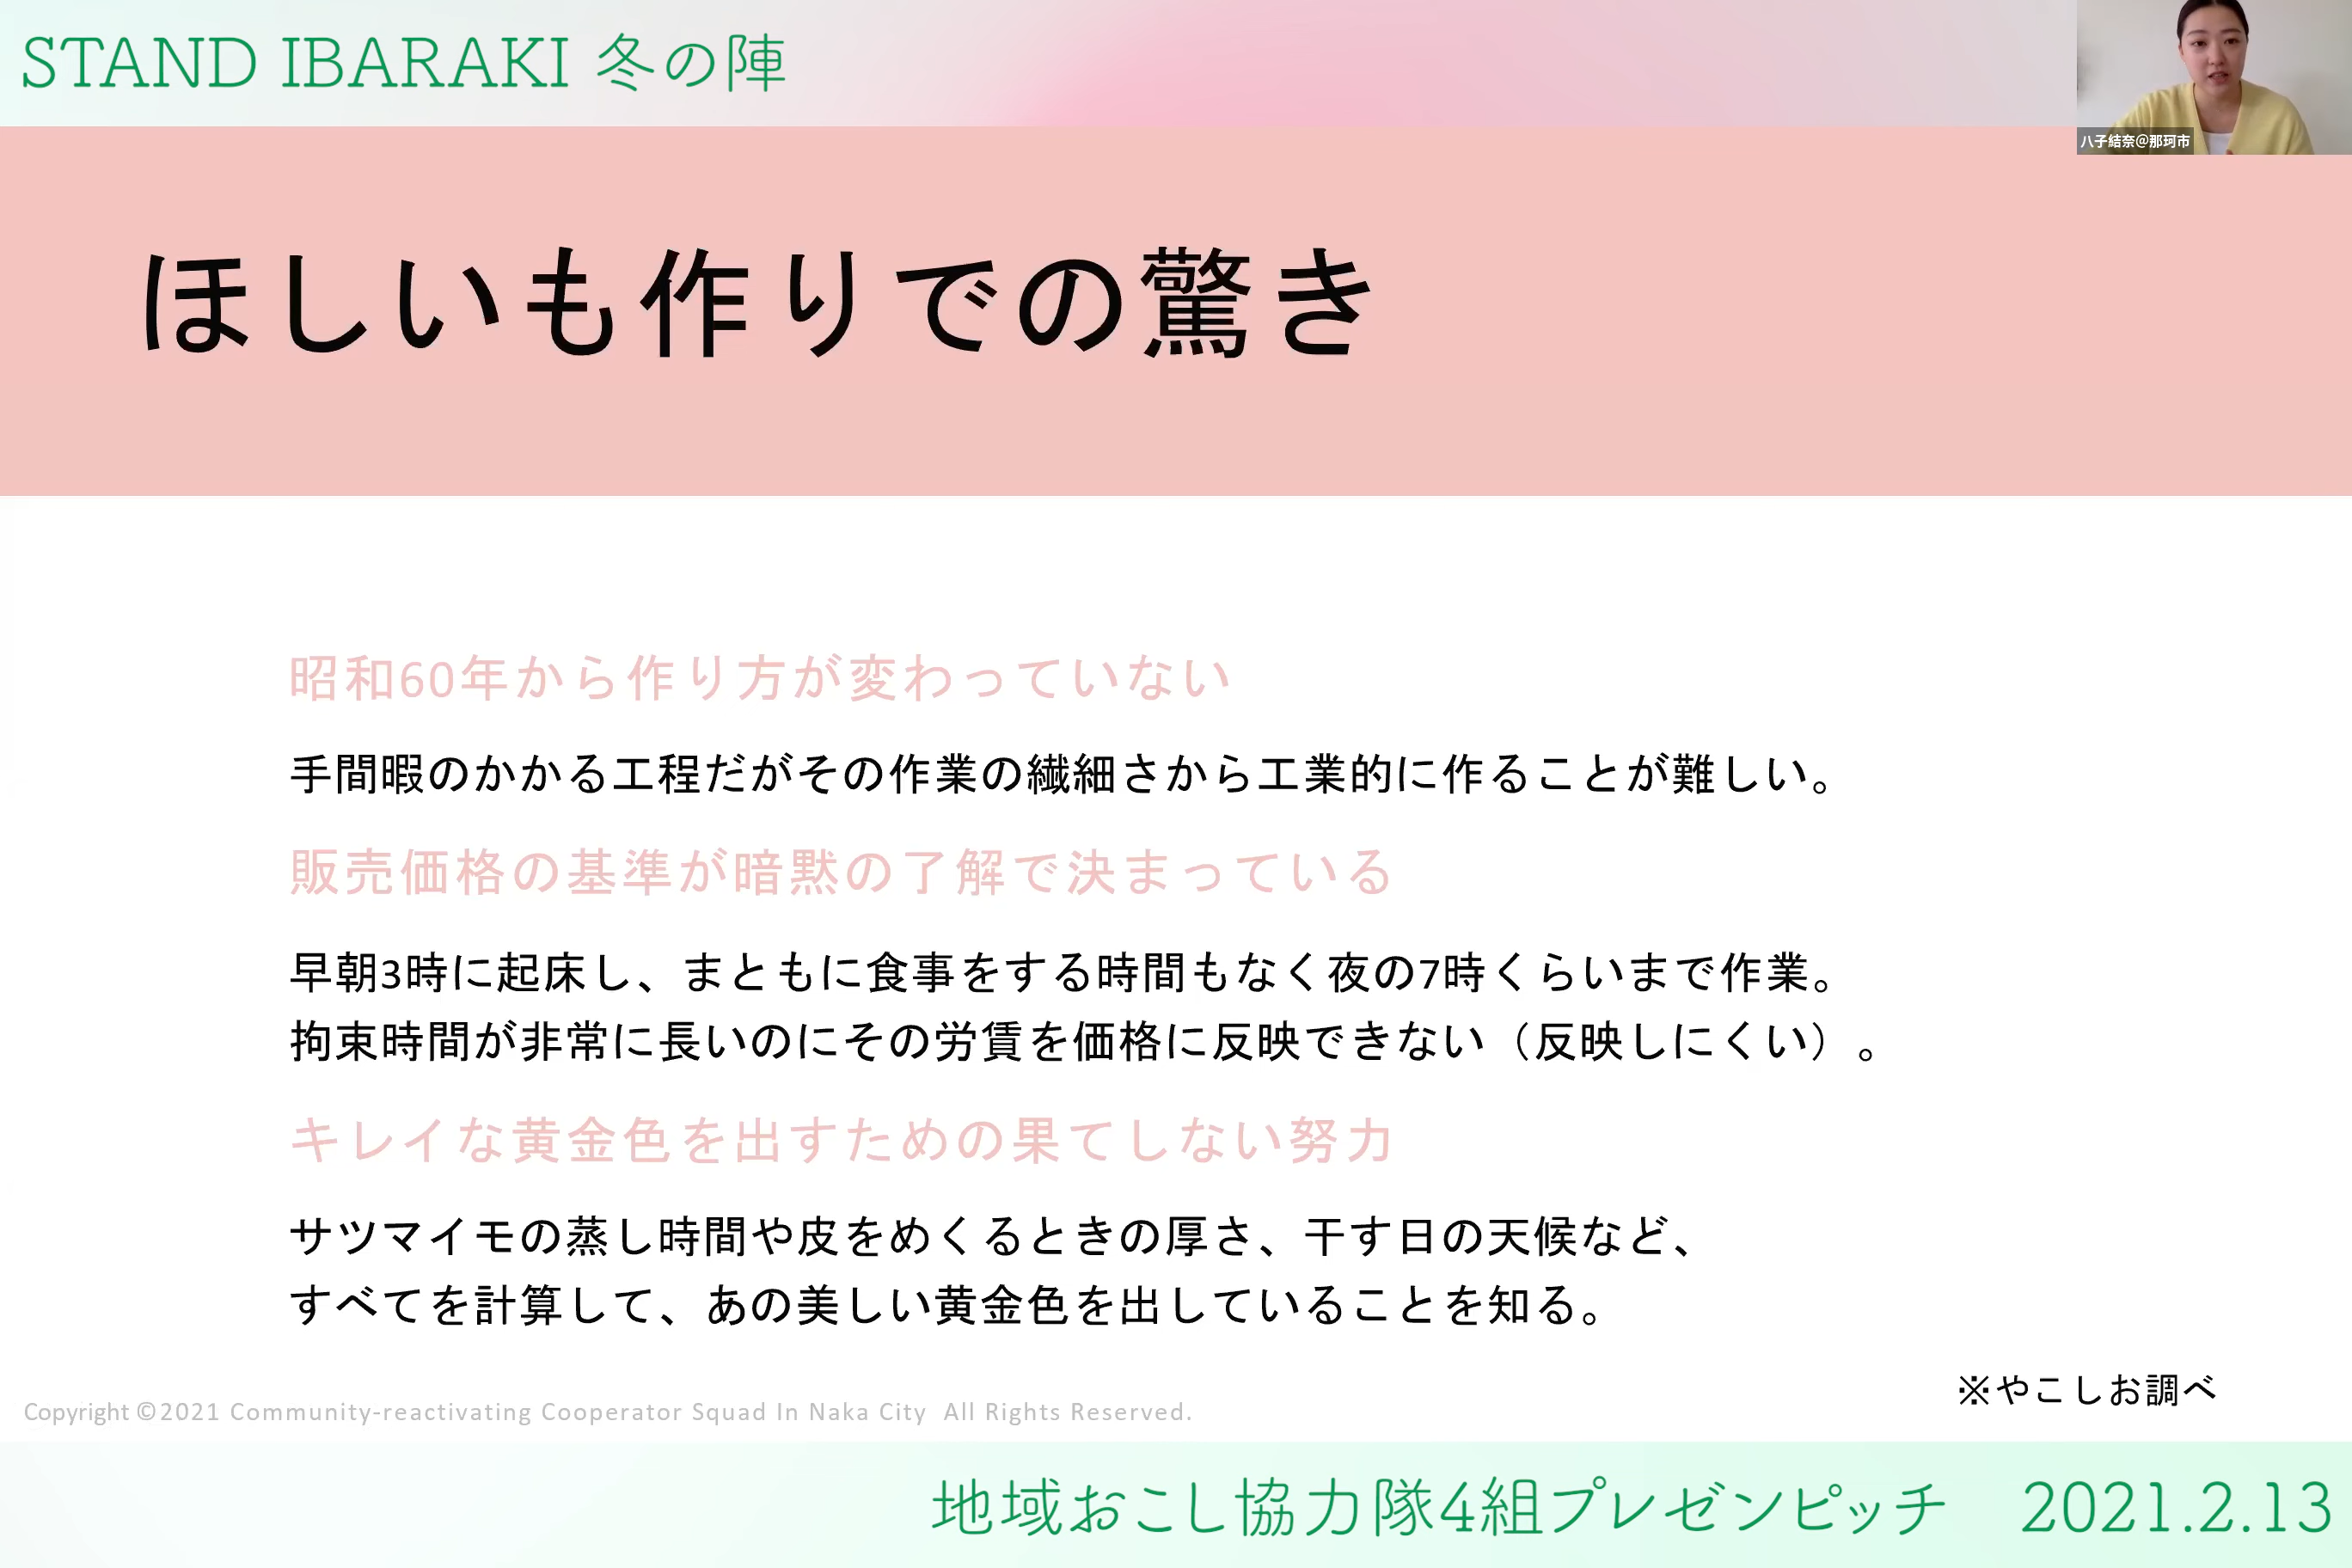 STAND IBARAKI 冬の陣
八子結奈@那珂市
ほしいも作りでの驚き
昭和60年から作り方が変わっていない
手間暇のかかる工程だがその作業の繊細さから工業的に作ることが難しい。
販売価格の基準が暗黙の了解で決まっている
早朝3時に起床し、まともに食事をする時間もなく夜の7時くらいまで作業。
拘束時間が非常に長いのにその労賃を価格に反映できない（反映しにくい）。
キレイな黄金色を出すための果てしない努力
サツマイモの蒸し時間や皮をめくるときの厚さ、干す日の天候など、
すべてを計算して、あの美しい黄金色を出していることを知る。
※やこしお調べ
Copyright ©2021 Community-reactivating Cooperator Squad In Naka City All Rights Reserved.
地域おこし協力隊4組プレゼンピッチ 2021.2.13